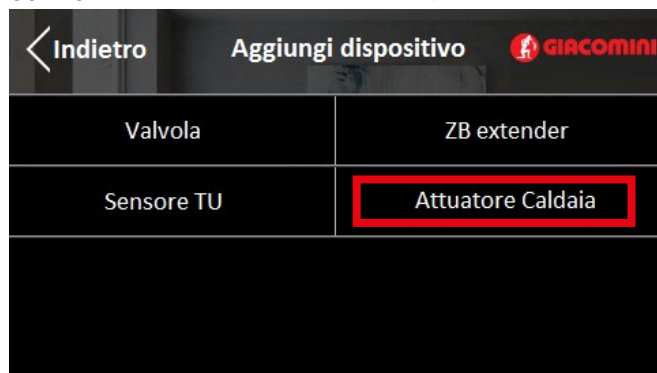 Indietro Aggiungi dispositivo GIACOMINI
Valvola ZB extender
Sensore TU Attuatore Caldaia